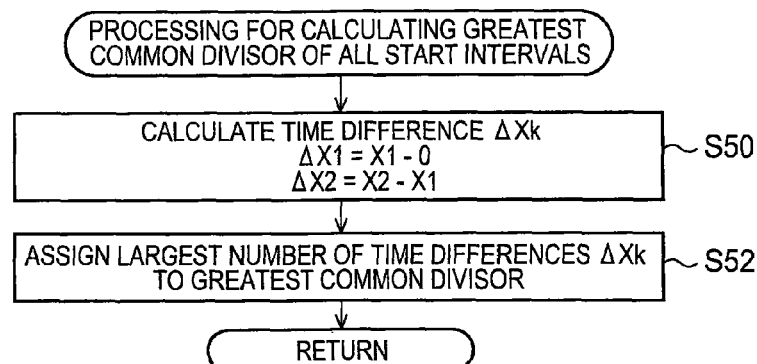 PROCESSING FOR CALCULATING GREATEST
COMMON DIVISOR OF ALL START INTERVALS
CALCULATE TIME DIFFERENCE ΔXk
ΔX1 = X1 - 0
ΔX2 = X2 - X1
S50
ASSIGN LARGEST NUMBER OF TIME DIFFERENCES ΔXk
TO GREATEST COMMON DIVISOR
S52
RETURN